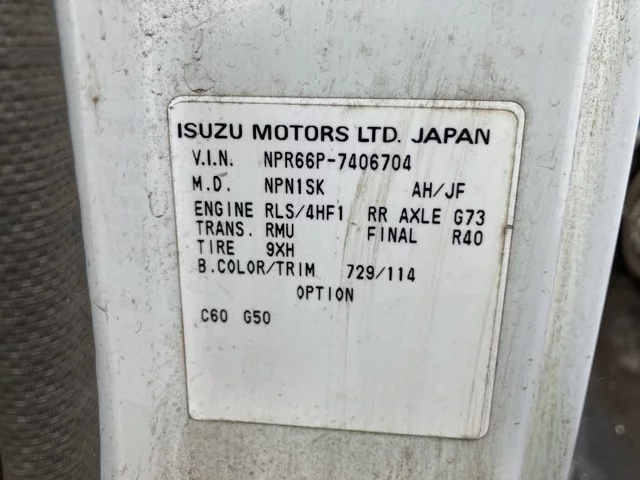 ISUZU MOTORS LTD. JAPAN
V.I.N. NPR66P-7406704
M.D. NPN1SK AH/JF
ENGINE RLS/4HF1 RR AXLE G73
TRANS. RMU FINAL R40
TIRE 9XH
B.COLOR/TRIM 729/114
OPTION
C60 G50